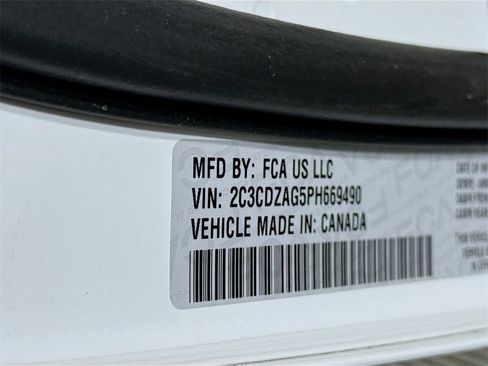 MFD BY: FCA US LLC
VIN: 2C3CDZAG5PH669490
VEHICLE MADE IN: CANADA